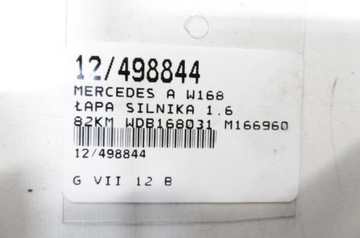 12/498844
MERCEDES A W168
ŁAPA SILNIKA 1.6
82KM WDB168031 M166960
12/498844
G VII 12 B